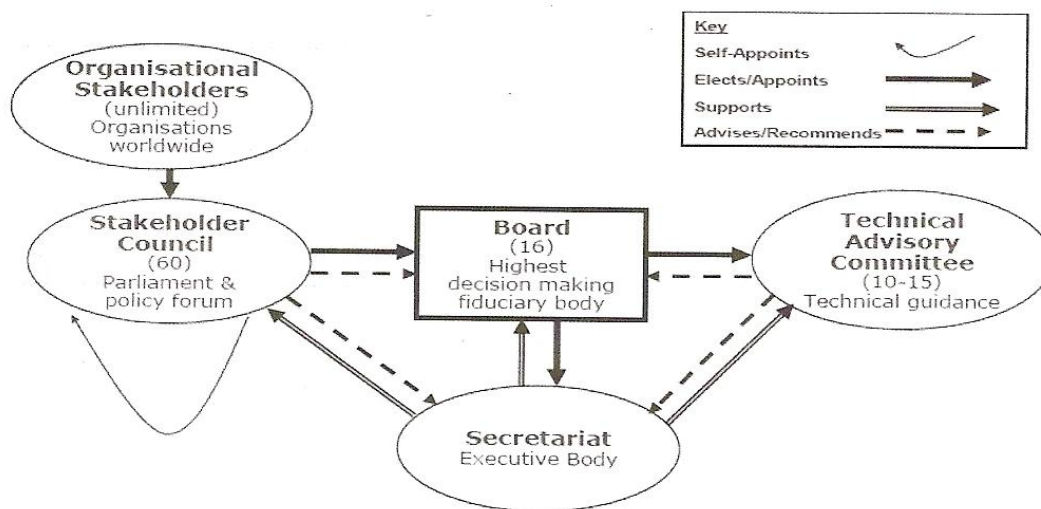 Key
Self-Appoints
Elects/Appoints
Supports
Advises/Recommends
Organisational
Stakeholders
(unlimited)
Organisations
worldwide
Stakeholder
Council
(60)
Parliament &
policy forum
Board
(16)
Highest
decision making
fiduciary body
Technical
Advisory
Committee
(10-15)
Technical guidance
Secretariat
Executive Body